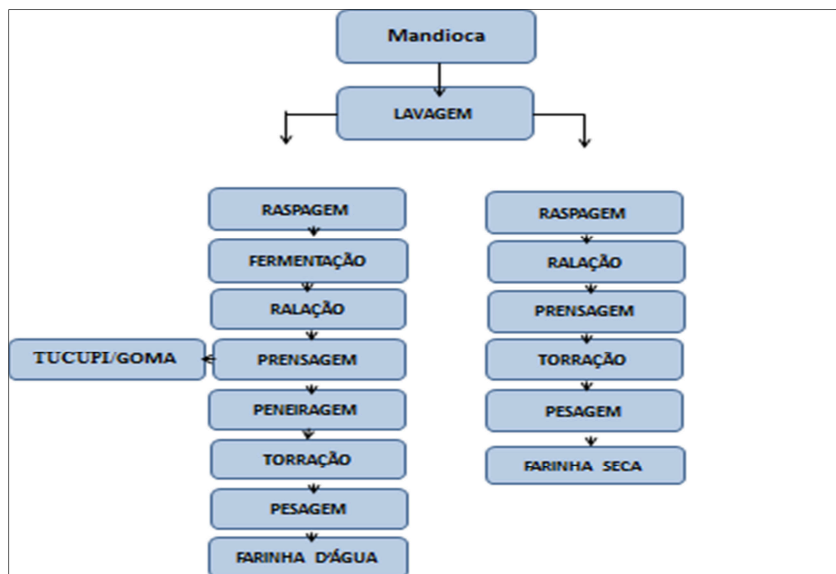 Mandioca
LAVAGEM
RASPAGEM
FERMENTAÇÃO
RALAÇÃO
TUCUPI/GOMA
PRENSAGEM
PENEIRAGEM
TORRAÇÃO
PESAGEM
FARINHA D'ÁGUA
RASPAGEM
RALAÇÃO
PRENSAGEM
TORRAÇÃO
PESAGEM
FARINHA SECA